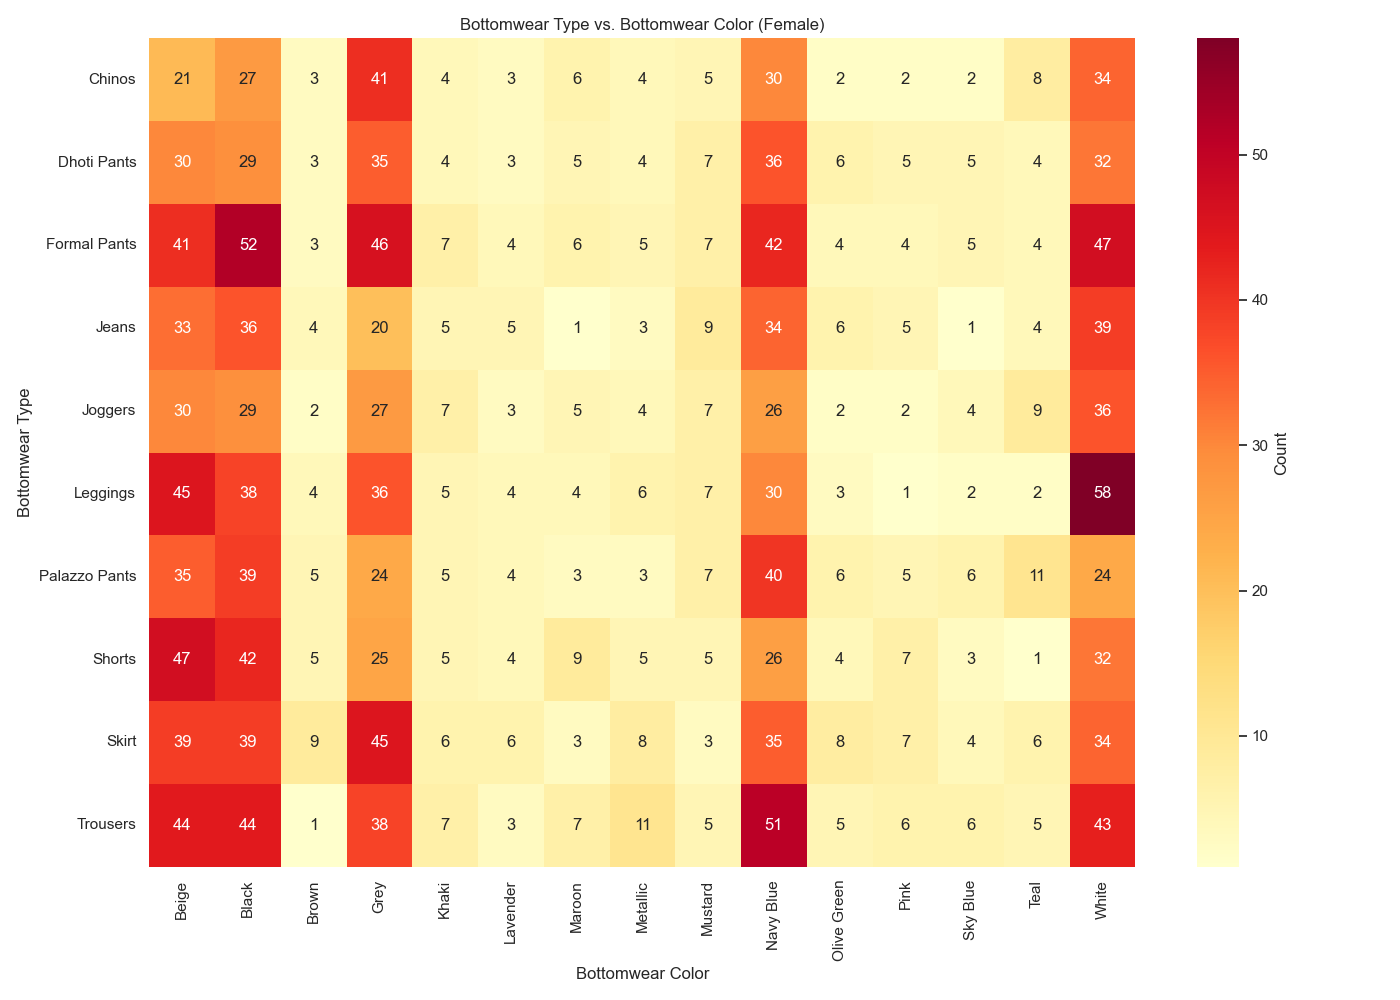 Bottomwear Type vs. Bottomwear Color (Female)
Chinos 21 27 3 41 4 3 6 4 5 30 2 2 2 8 34
Dhoti Pants 30 29 3 35 4 3 5 4 7 36 6 5 5 4 32
Formal Pants 41 52 3 46 7 4 6 5 7 42 4 4 5 4 47
Jeans 33 36 4 20 5 5 1 3 9 34 6 5 1 4 39
Joggers 30 29 2 27 7 3 5 4 7 26 2 2 4 9 36
Leggings 45 38 4 36 5 4 4 6 7 30 3 1 2 2 58
Palazzo Pants 35 39 5 24 5 4 3 3 7 40 6 5 6 11 24
Shorts 47 42 5 25 5 4 9 5 5 26 4 7 3 1 32
Skirt 39 39 9 45 6 6 3 8 3 35 8 7 4 6 34
Trousers 44 44 1 38 7 3 7 11 5 51 5 6 6 5 43
Beige Black Brown Grey Khaki Lavender Maroon Metallic Mustard Navy Blue Olive Green Pink Sky Blue Teal White
Bottomwear Color
Bottomwear Type
50
40
30
20
10
Count